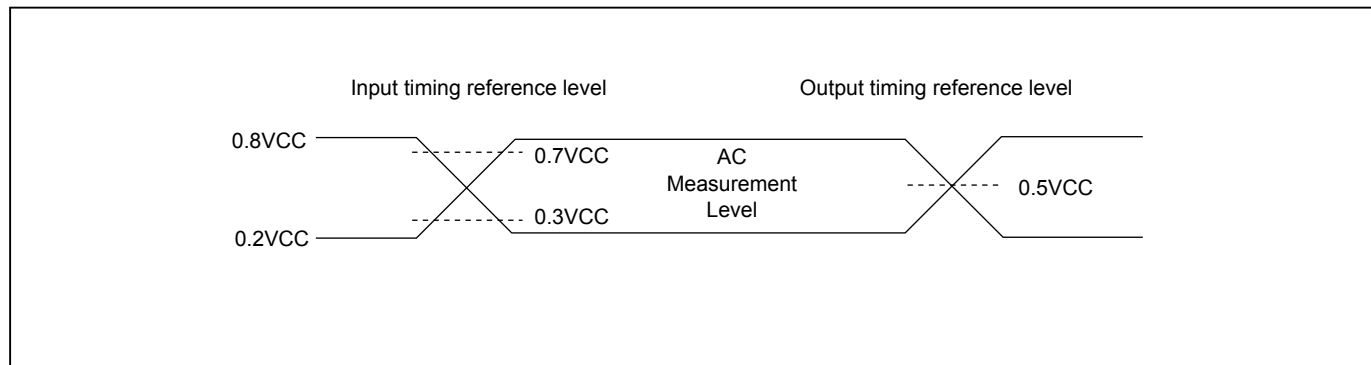 Input timing reference level
Output timing reference level
0.8VCC
0.7VCC
AC
Measurement
Level
0.5VCC
0.3VCC
0.2VCC